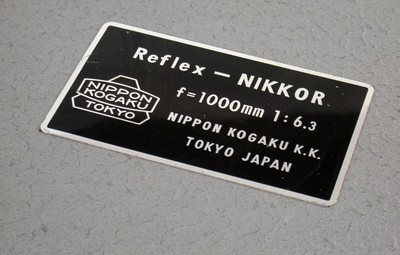 Reflex – NIKKOR
f=1000mm 1:6.3
NIPPON KOGAKU K.K.
TOKYO JAPAN
NIPPON
KOGAKU
TOKYO